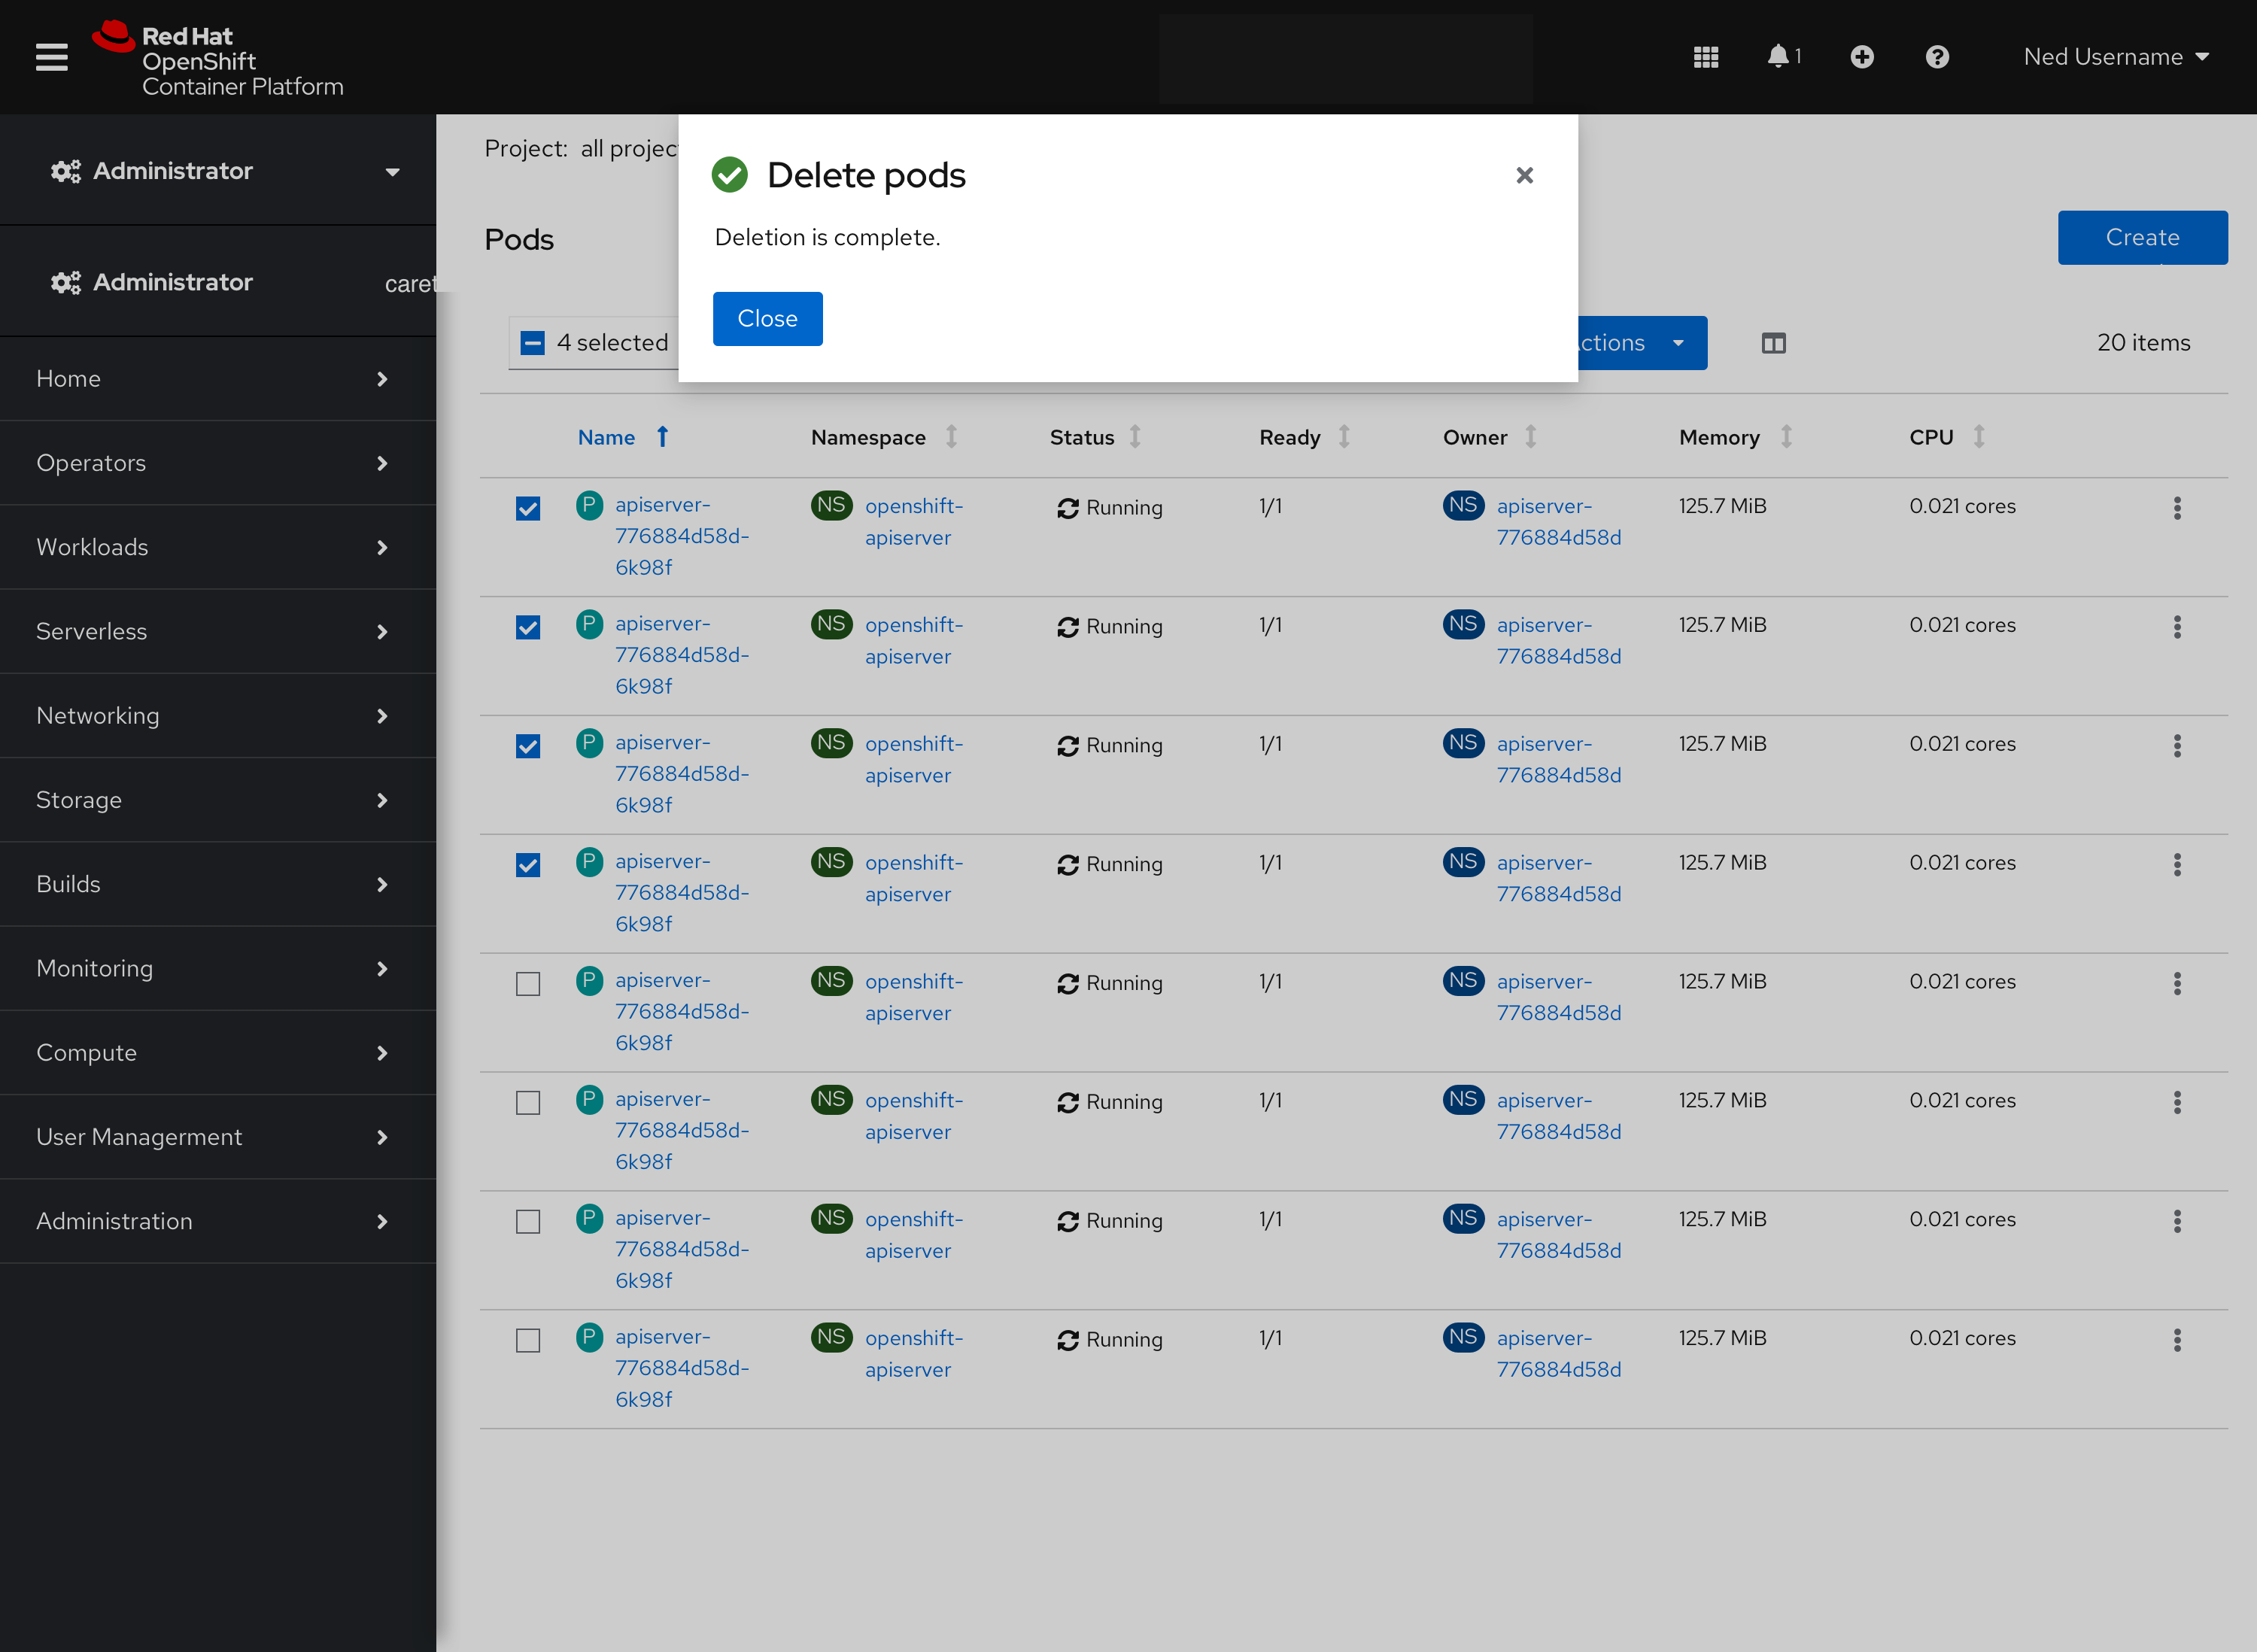 Red Hat
OpenShift
Container Platform
1
Ned Username
Administrator
Project: all projec
Delete pods
Pods
Deletion is complete.
Create
Administrator
caret
Close
4 selected
ctions
20 items
Home
Operators
Workloads
Serverless
Networking
Storage
Builds
Monitoring
Compute
User Managerment
Administration
Name Namespace Status Ready Owner Memory CPU
P apiserver- NS openshift- Running 1/1 NS apiserver- 125.7 MiB 0.021 cores
776884d58d- apiserver 776884d58d
6k98f
P apiserver- NS openshift- Running 1/1 NS apiserver- 125.7 MiB 0.021 cores
776884d58d- apiserver 776884d58d
6k98f
P apiserver- NS openshift- Running 1/1 NS apiserver- 125.7 MiB 0.021 cores
776884d58d- apiserver 776884d58d
6k98f
P apiserver- NS openshift- Running 1/1 NS apiserver- 125.7 MiB 0.021 cores
776884d58d- apiserver 776884d58d
6k98f
P apiserver- NS openshift- Running 1/1 NS apiserver- 125.7 MiB 0.021 cores
776884d58d- apiserver 776884d58d
6k98f
P apiserver- NS openshift- Running 1/1 NS apiserver- 125.7 MiB 0.021 cores
776884d58d- apiserver 776884d58d
6k98f
P apiserver- NS openshift- Running 1/1 NS apiserver- 125.7 MiB 0.021 cores
776884d58d- apiserver 776884d58d
6k98f
P apiserver- NS openshift- Running 1/1 NS apiserver- 125.7 MiB 0.021 cores
776884d58d- apiserver 776884d58d
6k98f